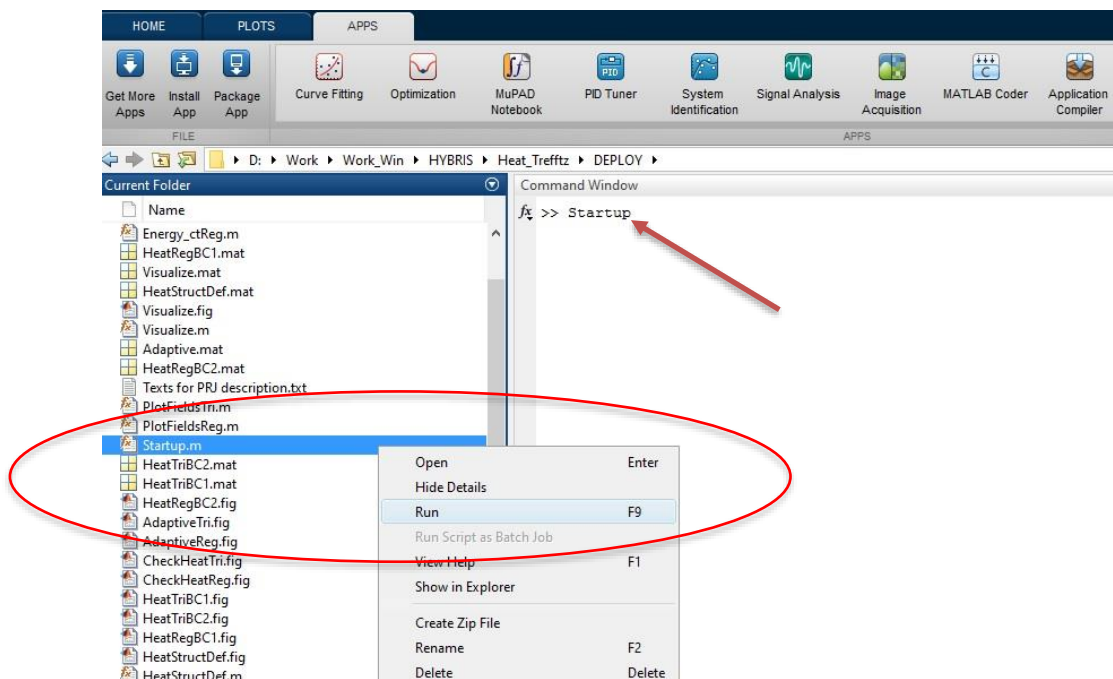 HOME PLOTS APPS
Get More Apps
Install App
Package App
Curve Fitting
Optimization
MuPAD Notebook
PID
PID Tuner
System Identification
Signal Analysis
Image Acquisition
C
MATLAB Coder
Application Compiler
FILE APPS
D: Work Work_Win HYBRIS Heat_Trefftz DEPLOY
Current Folder
Name
Energy_ctReg.m
HeatRegBC1.mat
Visualize.mat
HeatStructDef.mat
Visualize.fig
Visualize.m
Adaptive.mat
HeatRegBC2.mat
Texts for PRJ description.txt
PlotFieldsTri.m
PlotFieldsReg.m
Startup.m
HeatTriBC2.mat
HeatTriBC1.mat
HeatRegBC2.fig
AdaptiveTri.fig
AdaptiveReg.fig
CheckHeatTri.fig
CheckHeatReg.fig
HeatTriBC1.fig
HeatTriBC2.fig
HeatRegBC1.fig
HeatStructDef.fig
HeatStructDef.m
Command Window
fx >> Startup
Open Enter
Hide Details
Run F9
Run Script as Batch Job
View Help F1
Show in Explorer
Create Zip File
Rename F2
Delete Delete